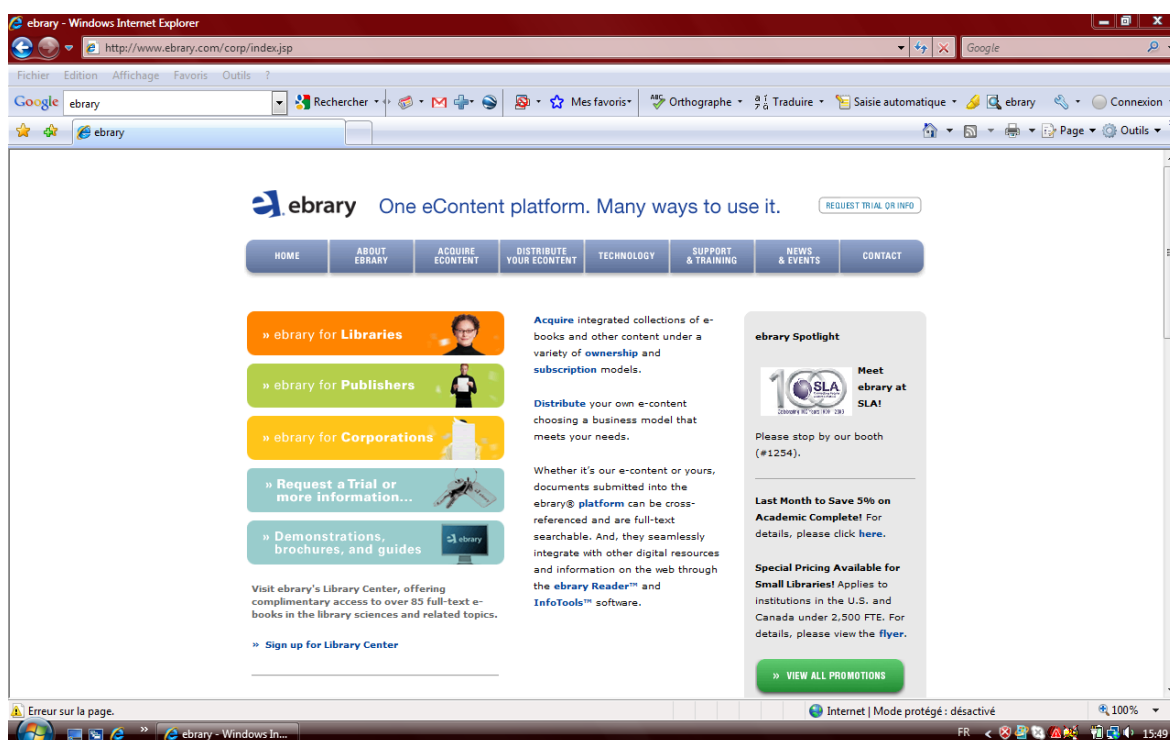 ebrary - Windows Internet Explorer
http://www.ebrary.com/corp/index.jsp
Google
Fichier Edition Affichage Favoris Outils ?
Google ebrary Rechercher Mes favoris Orthographe Traduire Saisie automatique ebrary Connexion
ebrary Page Outils
ebrary One eContent platform. Many ways to use it. REQUEST TRIAL OR INFO
HOME
ABOUT
EBRARY
ACQUIRE
ECONTENT
DISTRIBUTE
YOUR ECONTENT
TECHNOLOGY
SUPPORT
& TRAINING
NEWS
& EVENTS
CONTACT
» ebrary for Libraries
» ebrary for Publishers
» ebrary for Corporations
» Request a Trial or
more information...
» Demonstrations,
brochures, and guides
ebrary
Visit ebrary's Library Center, offering
complimentary access to over 85 full-text e-
books in the library sciences and related topics.
» Sign up for Library Center
Acquire integrated collections of e-
books and other content under a
variety of ownership and
subscription models.
Distribute your own e-content
choosing a business model that
meets your needs.
Whether it's our e-content or yours,
documents submitted into the
ebrary® platform can be cross-
referenced and are full-text
searchable. And, they seamlessly
integrate with other digital resources
and information on the web through
the ebrary Reader™ and
InfoTools™ software.
ebrary Spotlight
SLA
Meet
ebrary at
SLA!
Please stop by our booth
(#1254).
Last Month to Save 5% on
Academic Complete! For
details, please click here.
Special Pricing Available for
Small Libraries! Applies to
institutions in the U.S. and
Canada under 2,500 FTE. For
details, please view the flyer.
» VIEW ALL PROMOTIONS
Erreur sur la page. Internet | Mode protégé : désactivé 100%
ebrary - Windows In... FR 15:49